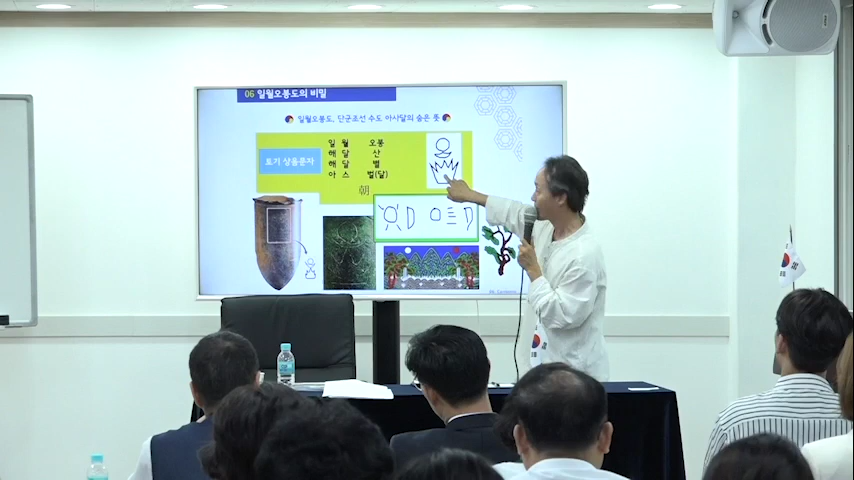 06 일월오봉도의 비밀
일월오봉도, 단군조선 수도 아사달의 숨은 뜻
토기 상음문자
일 월 오봉
해 달 산
해 달 별
아 스 벌(달)
朝